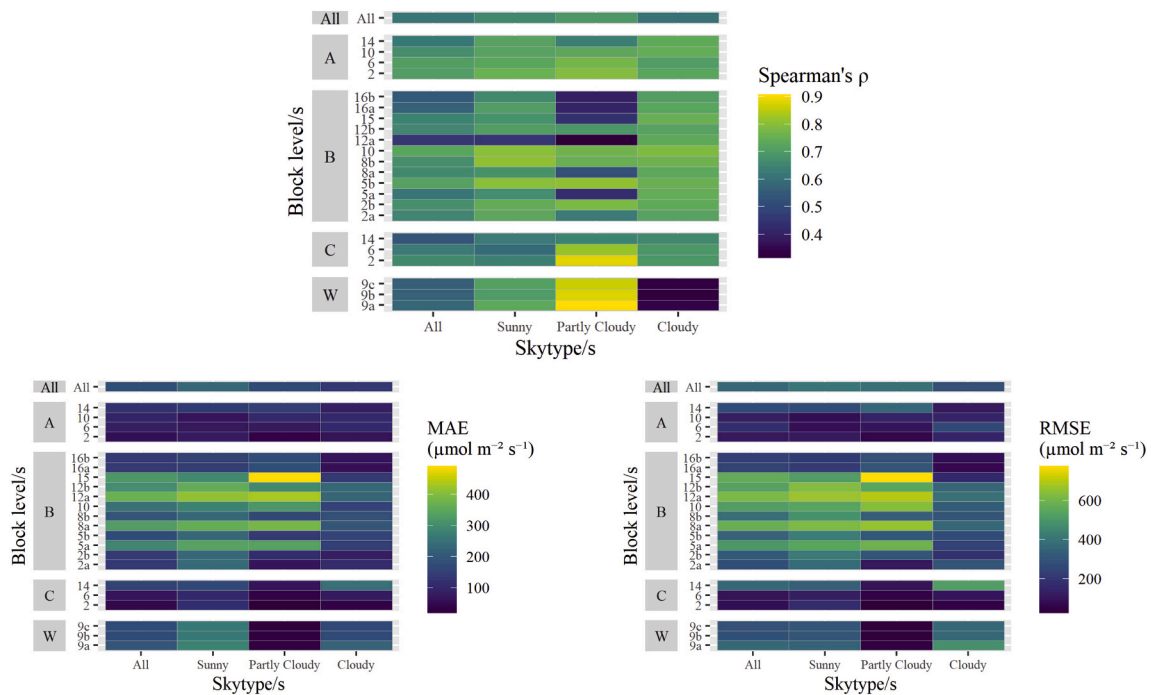 All All
14
A 10
6
2
16b
16a
15
12b
12a
B 10
8b
8a
5b
5a
2b
2a
14
C 6
2
9c
W 9b
9a
Block level/s
All Sunny Partly Cloudy Cloudy
Skytype/s
Spearman's ρ
0.9
0.8
0.7
0.6
0.5
0.4
All All
14
A 10
6
2
16b
16a
15
12b
12a
B 10
8b
8a
5b
5a
2b
2a
14
C 6
2
9c
W 9b
9a
Block level/s
All Sunny Partly Cloudy Cloudy
Skytype/s
MAE
(µmol m⁻² s⁻¹)
400
300
200
100
All All
14
A 10
6
2
16b
16a
15
12b
12a
B 10
8b
8a
5b
5a
2b
2a
14
C 6
2
9c
W 9b
9a
Block level/s
All Sunny Partly Cloudy Cloudy
Skytype/s
RMSE
(µmol m⁻² s⁻¹)
600
400
200